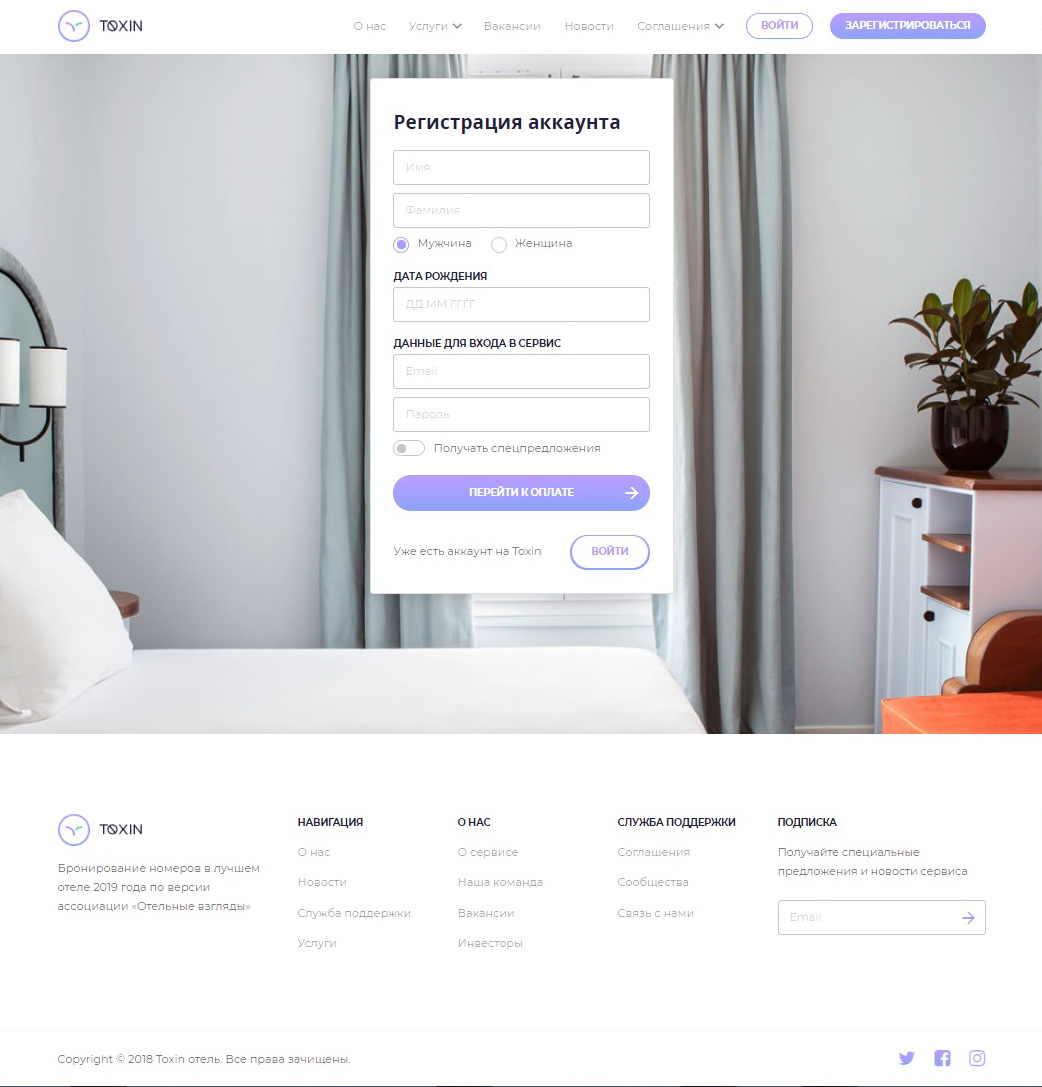 TOXIN
О нас Услуги Вакансии Новости Соглашения ВОЙТИ ЗАРЕГИСТРИРОВАТЬСЯ
Регистрация аккаунта
Имя
Фамилия
Мужчина Женщина
ДАТА РОЖДЕНИЯ
ДД.ММ.ГГГГ
ДАННЫЕ ДЛЯ ВХОДА В СЕРВИС
Email
Пароль
Получать спецпредложения
ПЕРЕЙТИ К ОПЛАТЕ
Уже есть аккаунт на Toxin ВОЙТИ
TOXIN
Бронирование номеров в лучшем
отеле 2019 года по версии
ассоциации «Отельные взгляды»
НАВИГАЦИЯ
О нас
Новости
Служба поддержки
Услуги
О НАС
О сервисе
Наша команда
Вакансии
Инвесторы
СЛУЖБА ПОДДЕРЖКИ
Соглашения
Сообщества
Связь с нами
ПОДПИСКА
Получайте специальные
предложения и новости сервиса
Email
Copyright © 2018 Toxin отель. Все права зачищены.